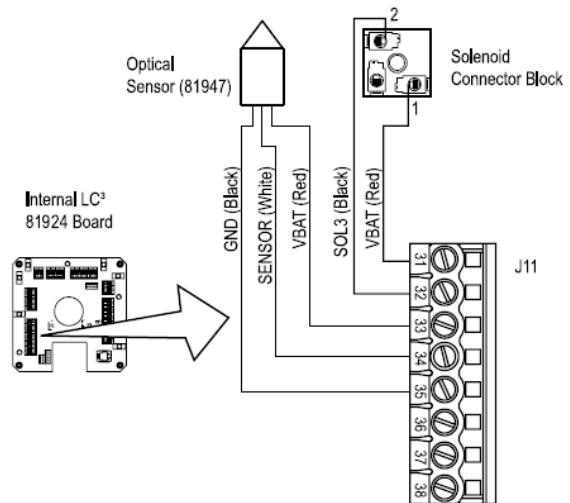 2
Optical
Sensor (81947)
Solenoid
Connector Block
1
GND (Black)
SENSOR (White)
VBAT (Red)
SOL3 (Black)
VBAT (Red)
Internal LC³
81924 Board
J11
31
32
33
34
35
36
37
38